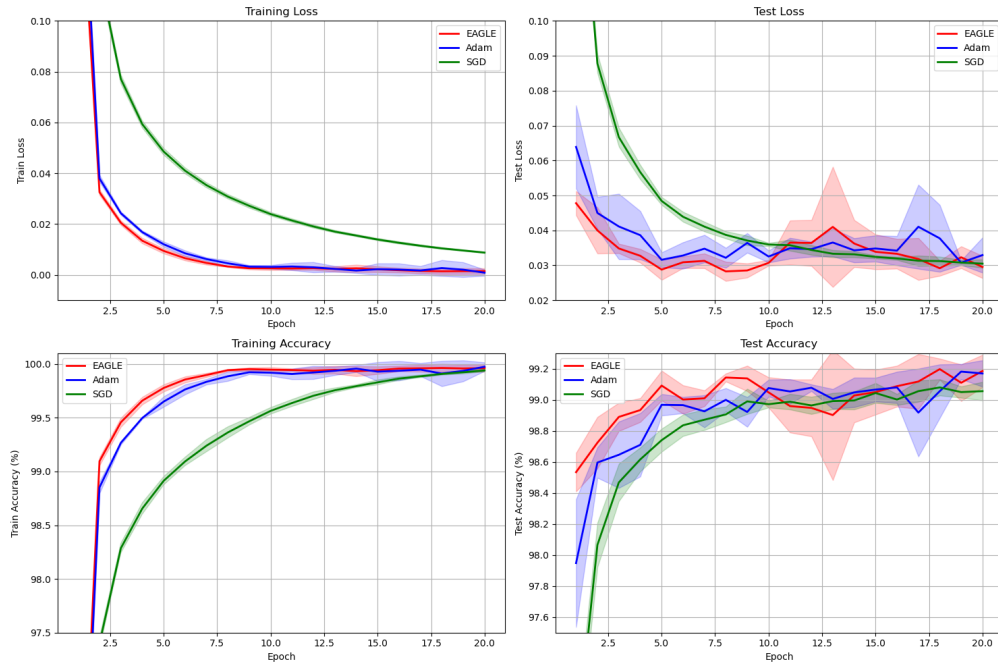 Training Loss
0.10
0.08
0.06
0.04
0.02
0.00
Train Loss
EAGLE
Adam
SGD
2.5 5.0 7.5 10.0 12.5 15.0 17.5 20.0
Epoch
Test Loss
0.10
0.09
0.08
0.07
0.06
0.05
0.04
0.03
0.02
Test Loss
EAGLE
Adam
SGD
2.5 5.0 7.5 10.0 12.5 15.0 17.5 20.0
Epoch
Training Accuracy
100.0
99.5
99.0
98.5
98.0
97.5
Train Accuracy (%)
EAGLE
Adam
SGD
2.5 5.0 7.5 10.0 12.5 15.0 17.5 20.0
Epoch
Test Accuracy
99.2
99.0
98.8
98.6
98.4
98.2
98.0
97.8
97.6
Test Accuracy (%)
EAGLE
Adam
SGD
2.5 5.0 7.5 10.0 12.5 15.0 17.5 20.0
Epoch